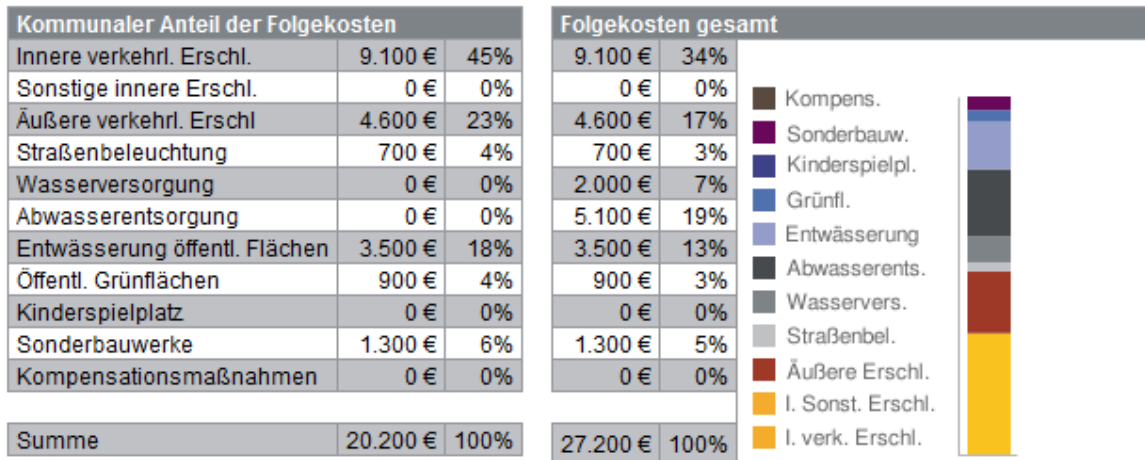 Kommunaler Anteil der Folgekosten Folgekosten gesamt
Innere verkehrl. Erschl. 9.100 € 45% 9.100 € 34%
Sonstige innere Erschl. 0 € 0% 0 € 0%
Äußere verkehrl. Erschl 4.600 € 23% 4.600 € 17%
Straßenbeleuchtung 700 € 4% 700 € 3%
Wasserversorgung 0 € 0% 2.000 € 7%
Abwasserentsorgung 0 € 0% 5.100 € 19%
Entwässerung öffentl. Flächen 3.500 € 18% 3.500 € 13%
Öffentl. Grünflächen 900 € 4% 900 € 3%
Kinderspielplatz 0 € 0% 0 € 0%
Sonderbauwerke 1.300 € 6% 1.300 € 5%
Kompensationsmaßnahmen 0 € 0% 0 € 0%
Summe 20.200 € 100% 27.200 € 100%
Kompens.
Sonderbauw.
Kinderspielpl.
Grünfl.
Entwässerung
Abwasserents.
Wasservers.
Straßenbel.
Äußere Erschl.
I. Sonst. Erschl.
I. verk. Erschl.